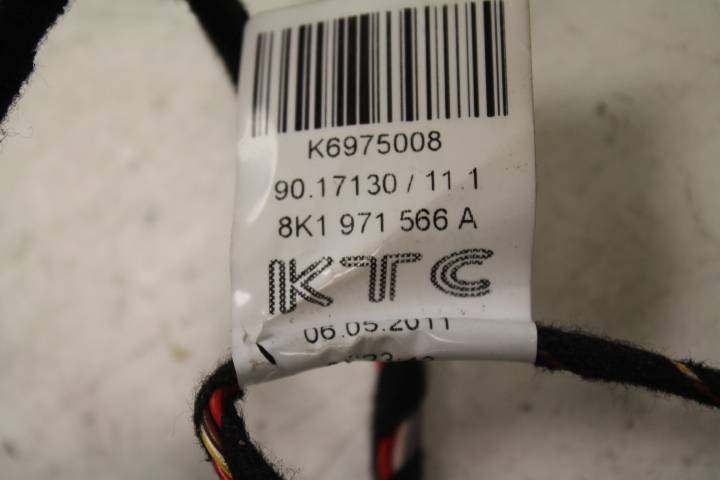 K6975008
90.17130 / 11.1
8K1 971 566 A
KTC
06.05.2011